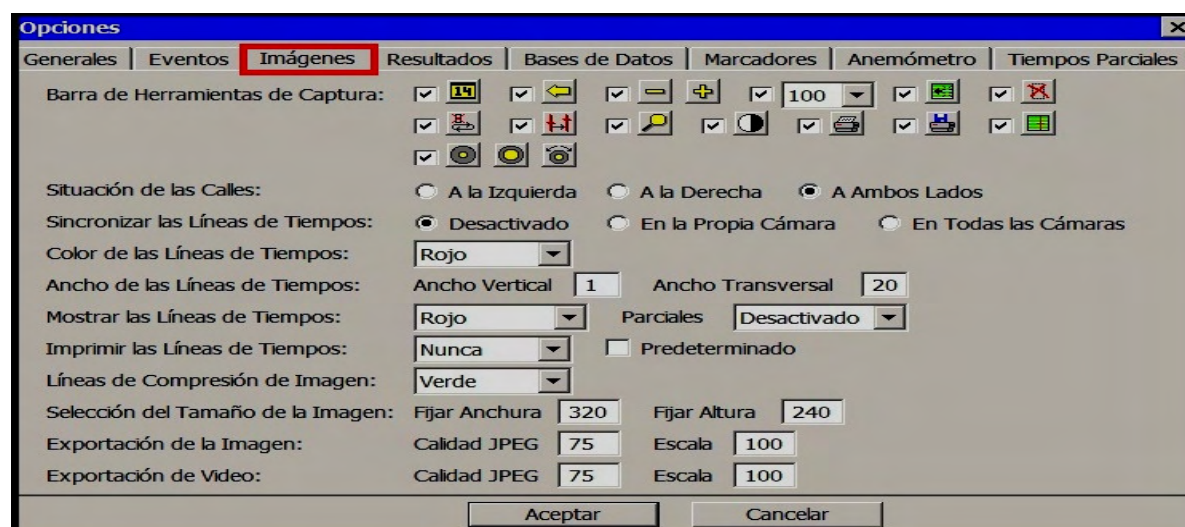 Opciones
Generales Eventos Imágenes Resultados Bases de Datos Marcadores Anemómetro Tiempos Parciales
Barra de Herramientas de Captura: 14 100
Situación de las Calles: A la Izquierda A la Derecha A Ambos Lados
Sincronizar las Líneas de Tiempos: Desactivado En la Propia Cámara En Todas las Cámaras
Color de las Líneas de Tiempos: Rojo
Ancho de las Líneas de Tiempos: Ancho Vertical 1 Ancho Transversal 20
Mostrar las Líneas de Tiempos: Rojo Parciales Desactivado
Imprimir las Líneas de Tiempos: Nunca Predeterminado
Líneas de Compresión de Imagen: Verde
Selección del Tamaño de la Imagen: Fijar Anchura 320 Fijar Altura 240
Exportación de la Imagen: Calidad JPEG 75 Escala 100
Exportación de Video: Calidad JPEG 75 Escala 100
Aceptar Cancelar